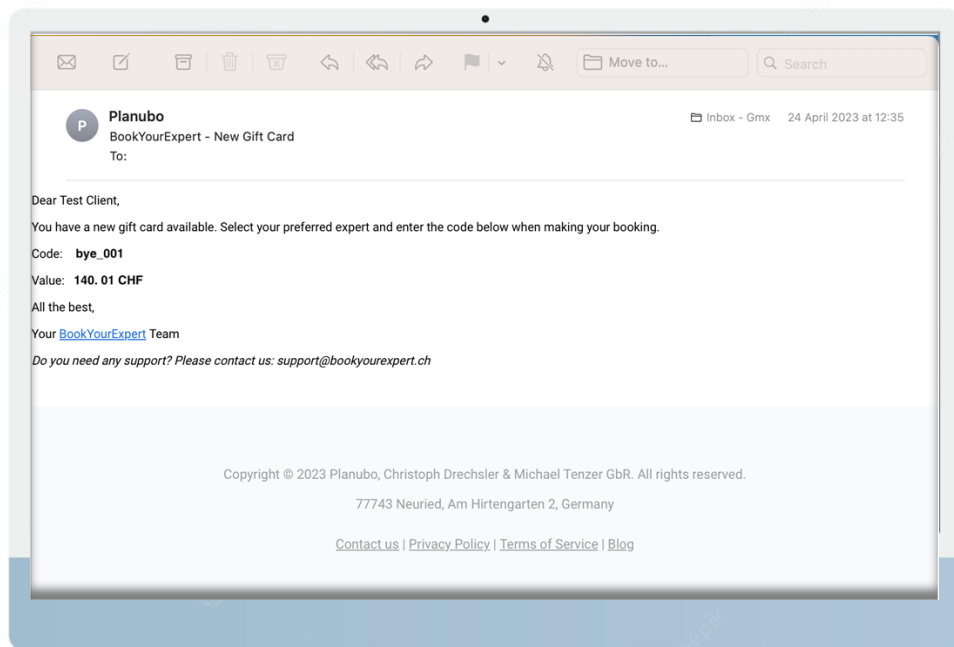 Move to...
Search
P
Planubo
BookYourExpert - New Gift Card
To:
Inbox - Gmx 24 April 2023 at 12:35
Dear Test Client,
You have a new gift card available. Select your preferred expert and enter the code below when making your booking.
Code: bye_001
Value: 140. 01 CHF
All the best,
Your BookYourExpert Team
Do you need any support? Please contact us: support@bookyourexpert.ch
Copyright © 2023 Planubo, Christoph Drechsler & Michael Tenzer GbR. All rights reserved.
77743 Neuried, Am Hirtengarten 2, Germany
Contact us | Privacy Policy | Terms of Service | Blog